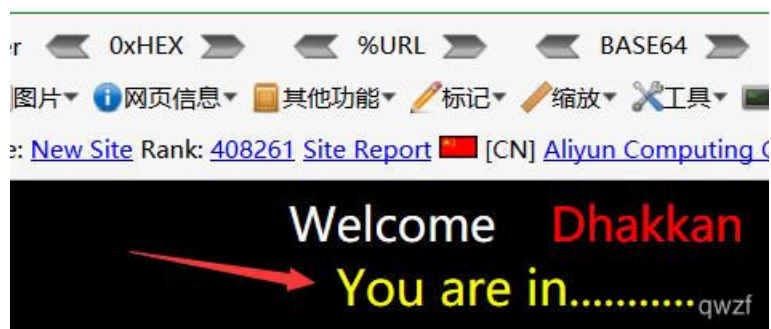 r 0xHEX %URL BASE64
图片 网页信息 其他功能 标记 缩放 工具
e: New Site Rank: 408261 Site Report [CN] Aliyun Computing C
Welcome Dhakkan
You are in...........
qwzf